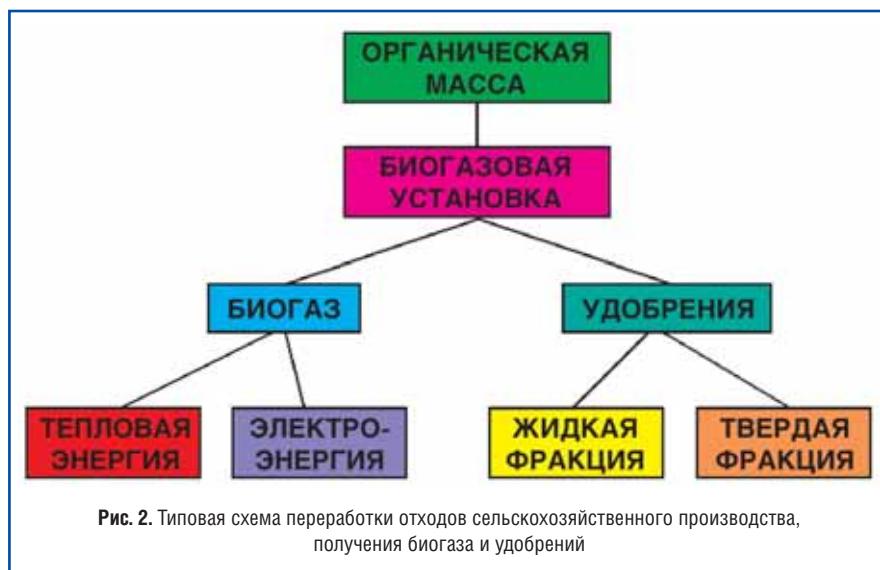 ОРГАНИЧЕСКАЯ
МАССА
БИОГАЗОВАЯ
УСТАНОВКА
БИОГАЗ
УДОБРЕНИЯ
ТЕПЛОВАЯ
ЭНЕРГИЯ
ЭЛЕКТРО-
ЭНЕРГИЯ
ЖИДКАЯ
ФРАКЦИЯ
ТВЕРДАЯ
ФРАКЦИЯ
Рис. 2. Типовая схема переработки отходов сельскохозяйственного производства,
получения биогаза и удобрений